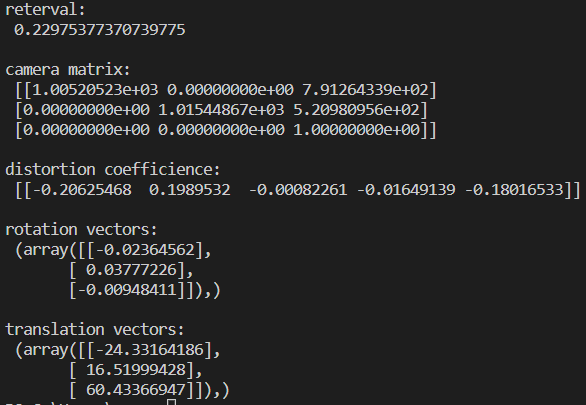 reterval:
0.22975377370739775
camera matrix:
[[1.00520523e+03 0.00000000e+00 7.91264339e+02]
[0.00000000e+00 1.01544867e+03 5.20980956e+02]
[0.00000000e+00 0.00000000e+00 1.00000000e+00]]
distortion coefficience:
[[-0.20625468  0.1989532  -0.00082261 -0.01649139 -0.18016533]]
rotation vectors:
(array([[-0.02364562],
[ 0.03777226],
[-0.00948411]]),)
translation vectors:
(array([[-24.33164186],
[ 16.51999428],
[ 60.43366947]]),)